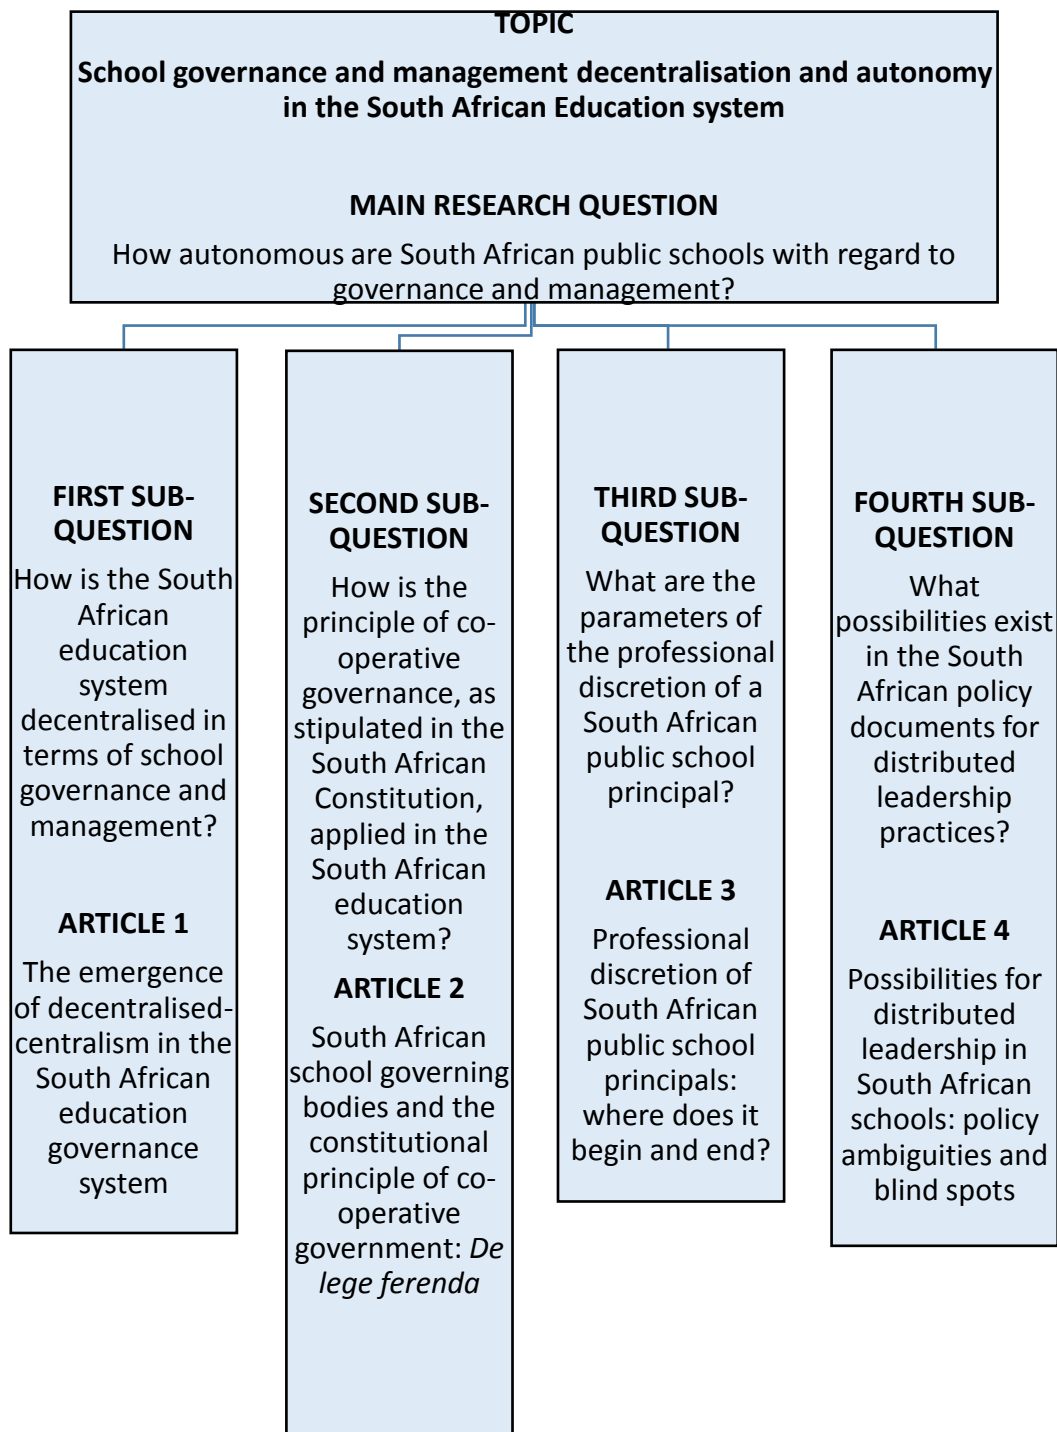 TOPIC
School governance and management decentralisation and autonomy
in the South African Education system
MAIN RESEARCH QUESTION
How autonomous are South African public schools with regard to
governance and management?
FIRST SUB-
QUESTION
How is the South
African
education
system
decentralised in
terms of school
governance and
management?
ARTICLE 1
The emergence
of decentralised-
centralism in the
South African
education
governance
system
SECOND SUB-
QUESTION
How is the
principle of co-
operative
governance, as
stipulated in the
South African
Constitution,
applied in the
South African
education
system?
ARTICLE 2
South African
school governing
bodies and the
constitutional
principle of co-
operative
government: De
lege ferenda
THIRD SUB-
QUESTION
What are the
parameters of
the professional
discretion of a
South African
public school
principal?
ARTICLE 3
Professional
discretion of
South African
public school
principals:
where does it
begin and end?
FOURTH SUB-
QUESTION
What
possibilities exist
in the South
African policy
documents for
distributed
leadership
practices?
ARTICLE 4
Possibilities for
distributed
leadership in
South African
schools: policy
ambiguities and
blind spots